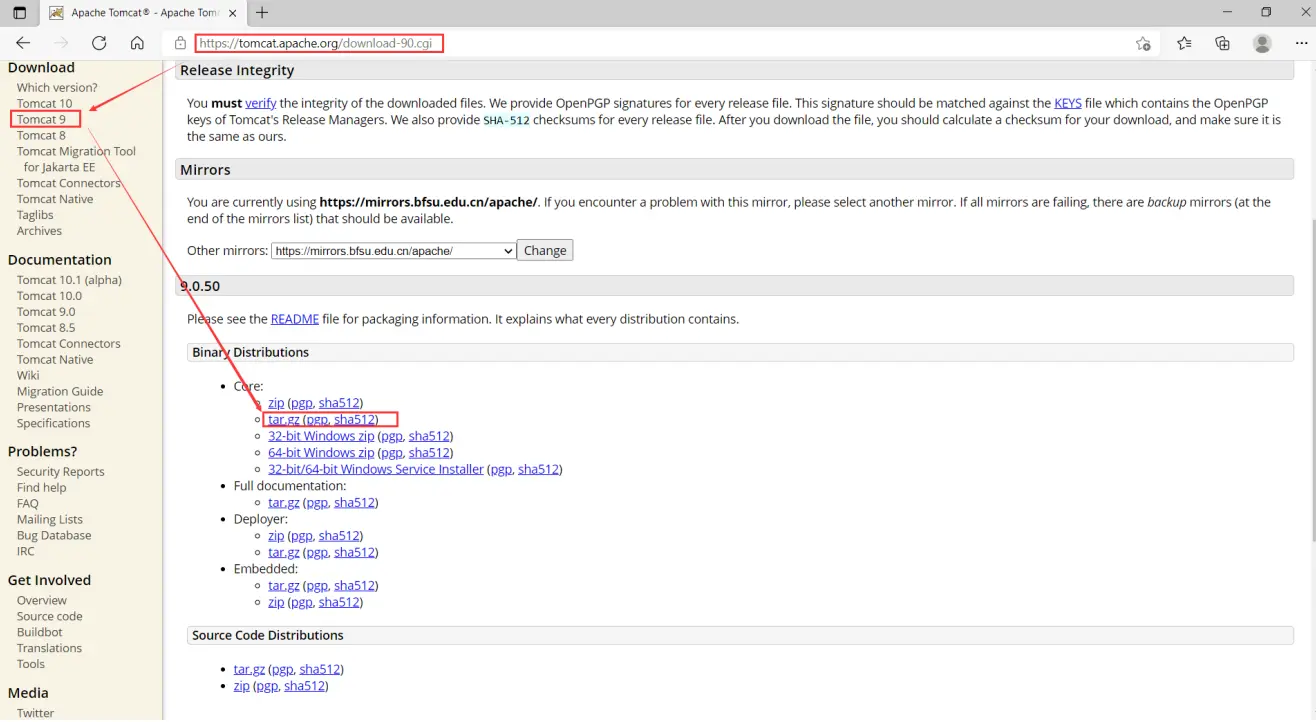 Apache Tomcat® - Apache Tom
https://tomcat.apache.org/download-90.cgi
Download
Which version?
Tomcat 10
Tomcat 9
Tomcat 8
Tomcat Migration Tool
for Jakarta EE
Tomcat Connectors
Tomcat Native
Taglibs
Archives
Documentation
Tomcat 10.1 (alpha)
Tomcat 10.0
Tomcat 9.0
Tomcat 8.5
Tomcat Connectors
Tomcat Native
Wiki
Migration Guide
Presentations
Specifications
Problems?
Security Reports
Find help
FAQ
Mailing Lists
Bug Database
IRC
Get Involved
Overview
Source code
Buildbot
Translations
Tools
Media
Twitter
Release Integrity
You must verify the integrity of the downloaded files. We provide OpenPGP signatures for every release file. This signature should be matched against the KEYS file which contains the OpenPGP
keys of Tomcat's Release Managers. We also provide SHA-512 checksums for every release file. After you download the file, you should calculate a checksum for your download, and make sure it is
the same as ours.
Mirrors
You are currently using https://mirrors.bfsu.edu.cn/apache/. If you encounter a problem with this mirror, please select another mirror. If all mirrors are failing, there are backup mirrors (at the
end of the mirrors list) that should be available.
Other mirrors: https://mirrors.bfsu.edu.cn/apache/ Change
9.0.50
Please see the README file for packaging information. It explains what every distribution contains.
Binary Distributions
• Core:
zip (pgp, sha512)
tar.gz (pgp, sha512)
32-bit Windows zip (pgp, sha512)
64-bit Windows zip (pgp, sha512)
32-bit/64-bit Windows Service Installer (pgp, sha512)
• Full documentation:
tar.gz (pgp, sha512)
• Deployer:
zip (pgp, sha512)
tar.gz (pgp, sha512)
• Embedded:
tar.gz (pgp, sha512)
zip (pgp, sha512)
Source Code Distributions
• tar.gz (pgp, sha512)
• zip (pgp, sha512)